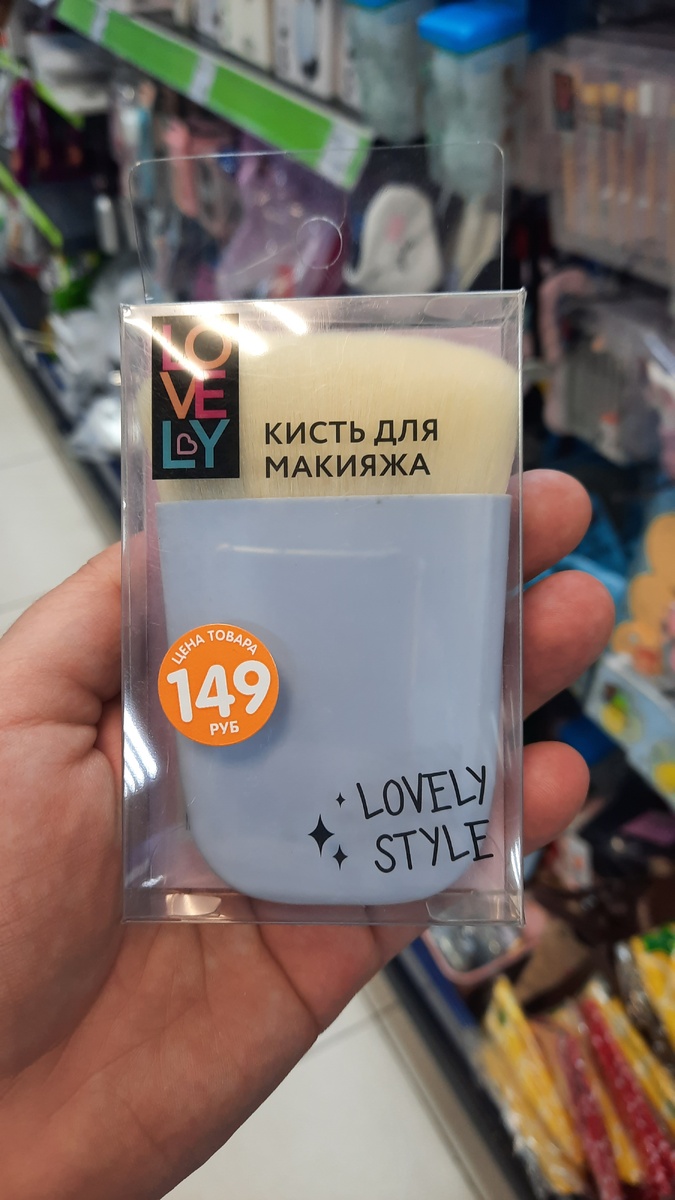 LO
VE
LY
КИСТЬ ДЛЯ
МАКИЯЖА
ЦЕНА ТОВАРА
149
РУБ
LOVELY
STYLE